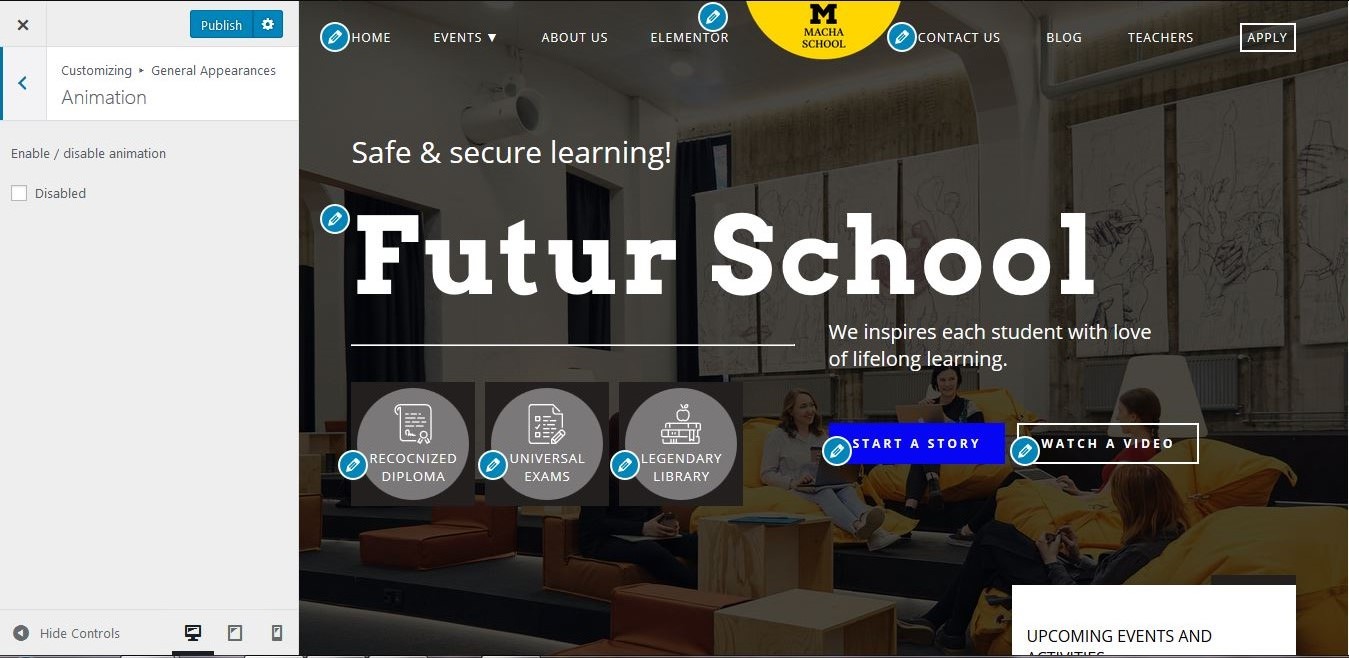 Publish
Customizing ▸ General Appearances
Animation
Enable / disable animation
Disabled
Hide Controls
HOME
EVENTS ▼
ABOUT US
ELEMENTOR
M
MACHA
SCHOOL
CONTACT US
BLOG
TEACHERS
APPLY
Safe & secure learning!
Futur School
We inspires each student with love
of lifelong learning.
RECOGNIZED
DIPLOMA
UNIVERSAL
EXAMS
LEGENDARY
LIBRARY
START A STORY
WATCH A VIDEO
UPCOMING EVENTS AND
ACTIVITIES